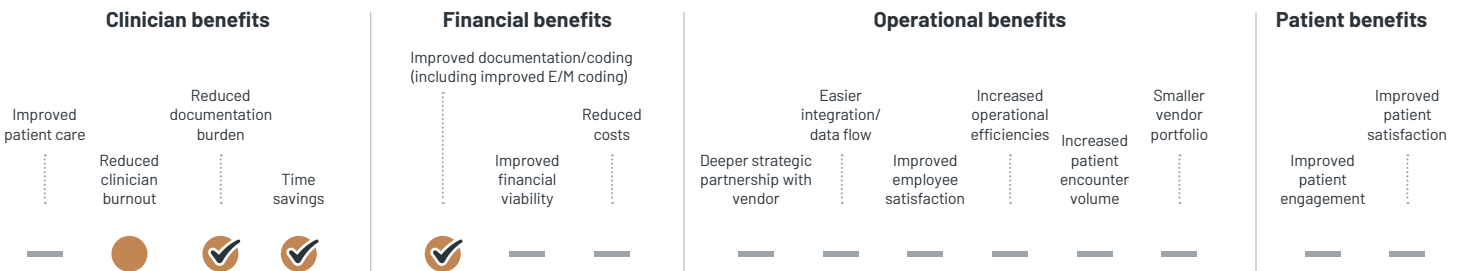 Clinician benefits
Improved
patient care
Reduced
clinician
burnout
Reduced
documentation
burden
Time
savings
Financial benefits
Improved documentation/coding
(including improved E/M coding)
Improved
financial
viability
Reduced
costs
Operational benefits
Deeper strategic
partnership with
vendor
Easier
integration/
data flow
Improved
employee
satisfaction
Increased
operational
efficiencies
Increased
patient
encounter
volume
Smaller
vendor
portfolio
Patient benefits
Improved
patient
engagement
Improved
patient
satisfaction